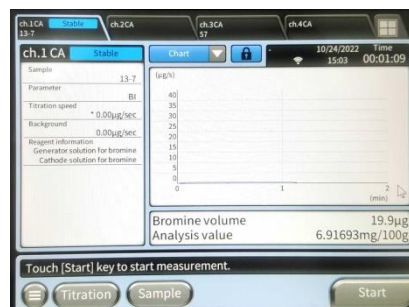 ch.1CA Stable
13-7
ch.2CA
ch.3CA
57
ch.4CA
ch.1 CA Stable
Chart
10/24/2022 Time
15:03 00:01:09
Sample
13-7
Parameter
BI
Titration speed
* 0.00µg/sec
Background
0.00µg/sec
Reagent information
Generator solution for bromine
Cathode solution for bromine
(µg/s)
40
35
30
25
20
15
10
5
0
0 1 2
(min)
Bromine volume 19.9µg
Analysis value 6.91693mg/100g
Touch [Start] key to start measurement.
Titration Sample Start